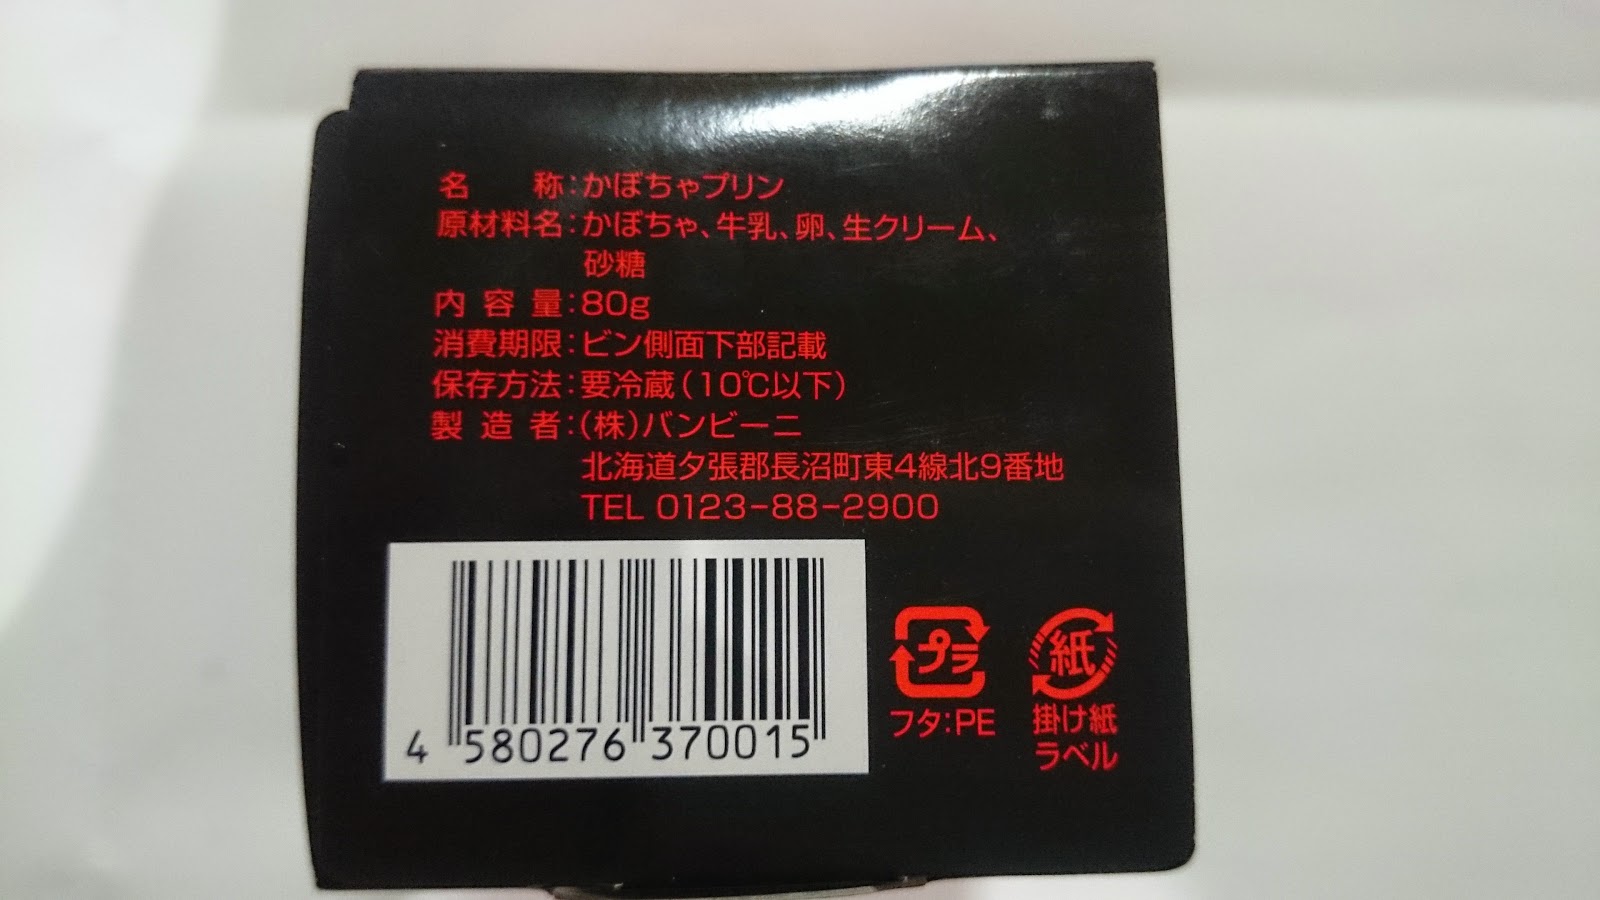 名　　称：かぼちゃプリン
原材料名：かぼちゃ、牛乳、卵、生クリーム、
砂糖
内 容 量：80g
消費期限：ビン側面下部記載
保存方法：要冷蔵（10℃以下）
製 造 者：（株）バンビーニ
北海道夕張郡長沼町東4線北9番地
TEL 0123−88−2900
4 580276 370015
プラ
フタ：PE
紙
掛け紙
ラベル